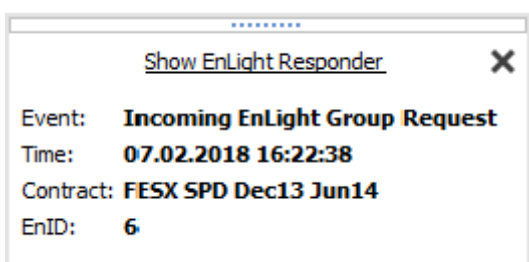 Show EnLight Responder
Event: Incoming EnLight Group Request
Time: 07.02.2018 16:22:38
Contract: FESX SPD Dec13 Jun14
EnID: 6